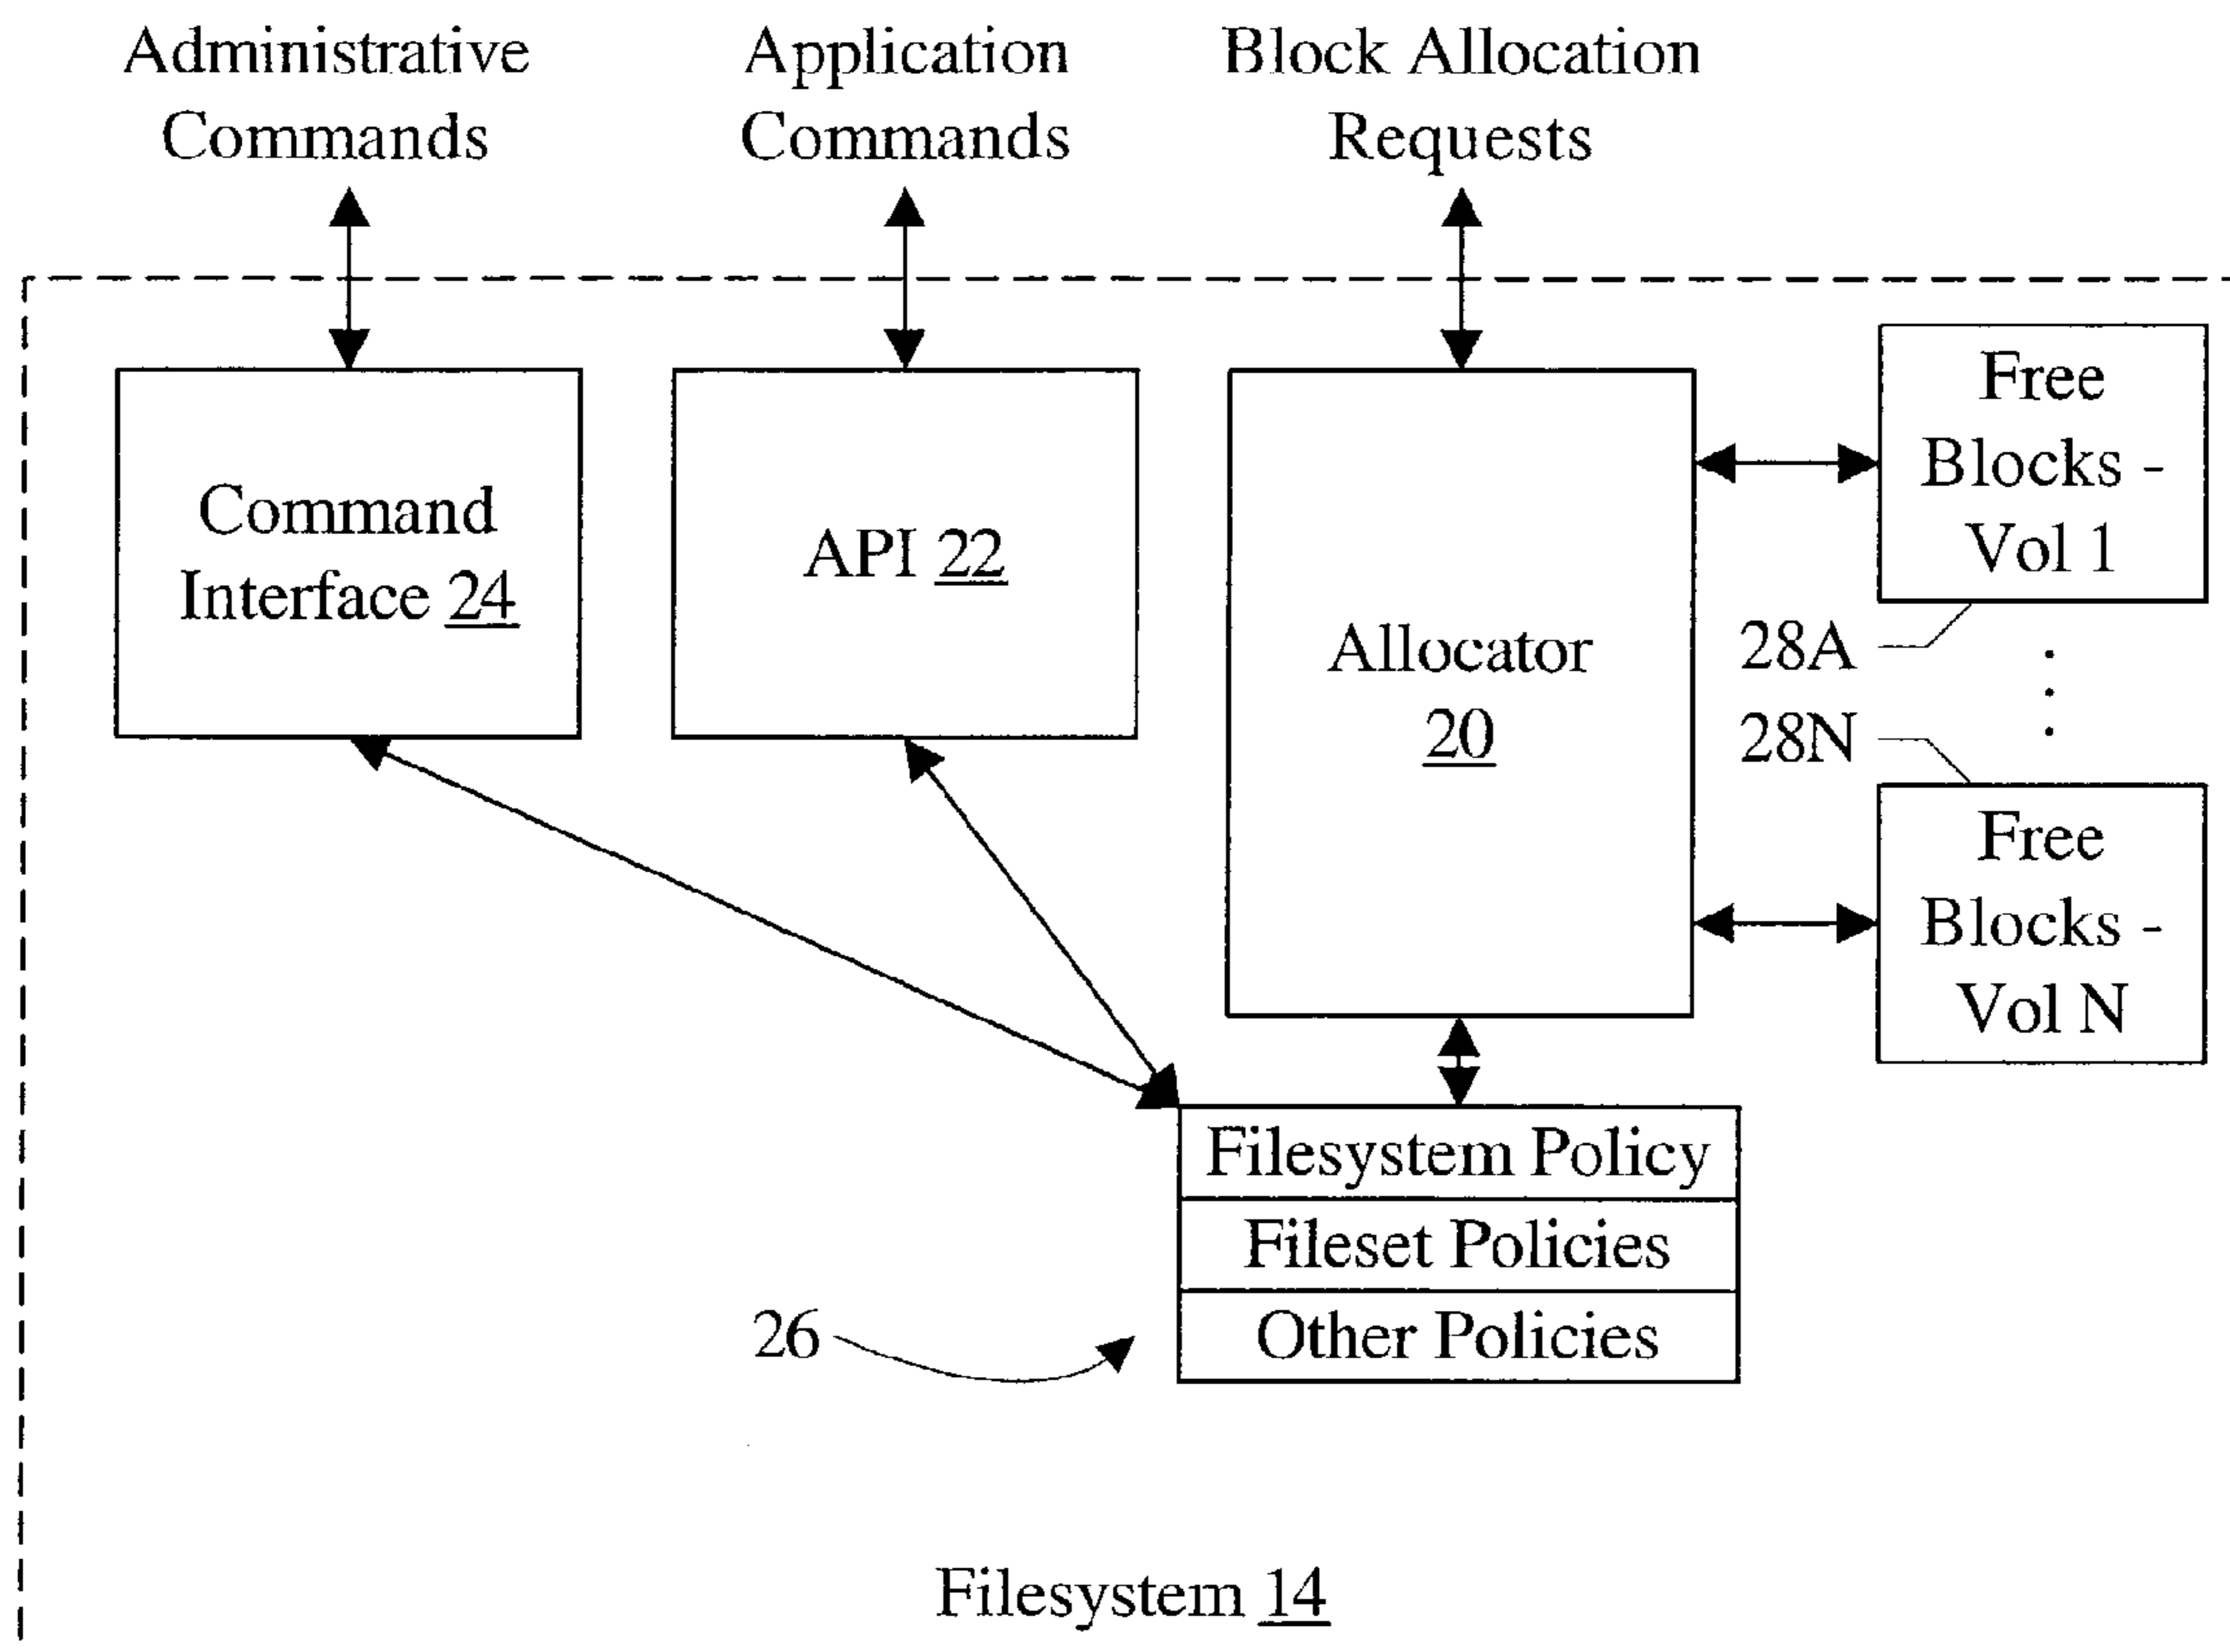 Administrative
Commands
Application
Commands
Block Allocation
Requests
Command
Interface 24
API 22
Allocator
20
Free
Blocks -
Vol 1
28A
28N
Free
Blocks -
Vol N
Filesystem Policy
Fileset Policies
Other Policies
26
Filesystem 14